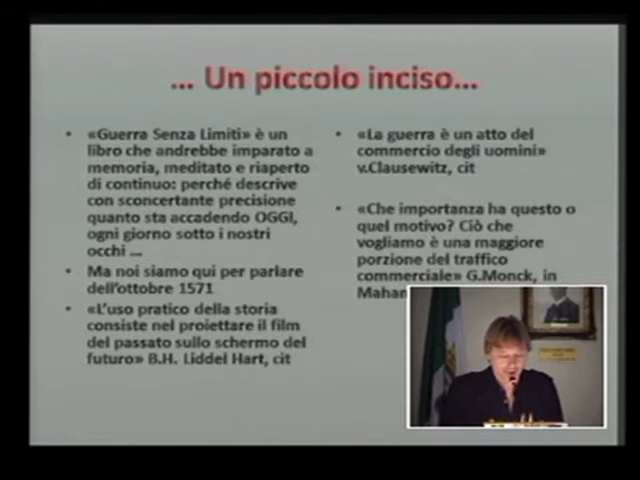 ... Un piccolo inciso...
• «Guerra Senza Limiti» è un
libro che andrebbe imparato a
memoria, meditato e riaperto
di continuo: perché descrive
con sconcertante precisione
quanto sta accadendo OGGI,
ogni giorno sotto i nostri
occhi ...
• Ma noi siamo qui per parlare
dell'ottobre 1571
• «L'uso pratico della storia
consiste nel proiettare il film
del passato sullo schermo del
futuro» B.H. Liddel Hart, cit
• «La guerra è un atto del
commercio degli uomini»
v.Clausewitz, cit
• «Che importanza ha questo o
quel motivo? Ciò che
vogliamo è una maggiore
porzione del traffico
commerciale» G.Monck, in
Mahan